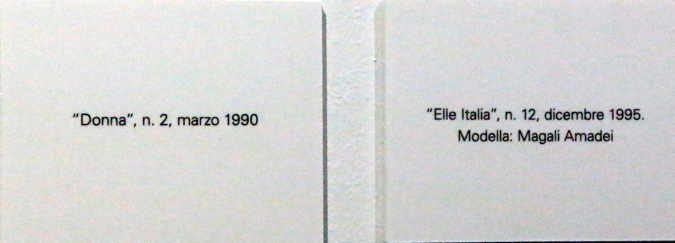 “Donna”, n. 2, marzo 1990
“Elle Italia”, n. 12, dicembre 1995.
Modella: Magali Amadei